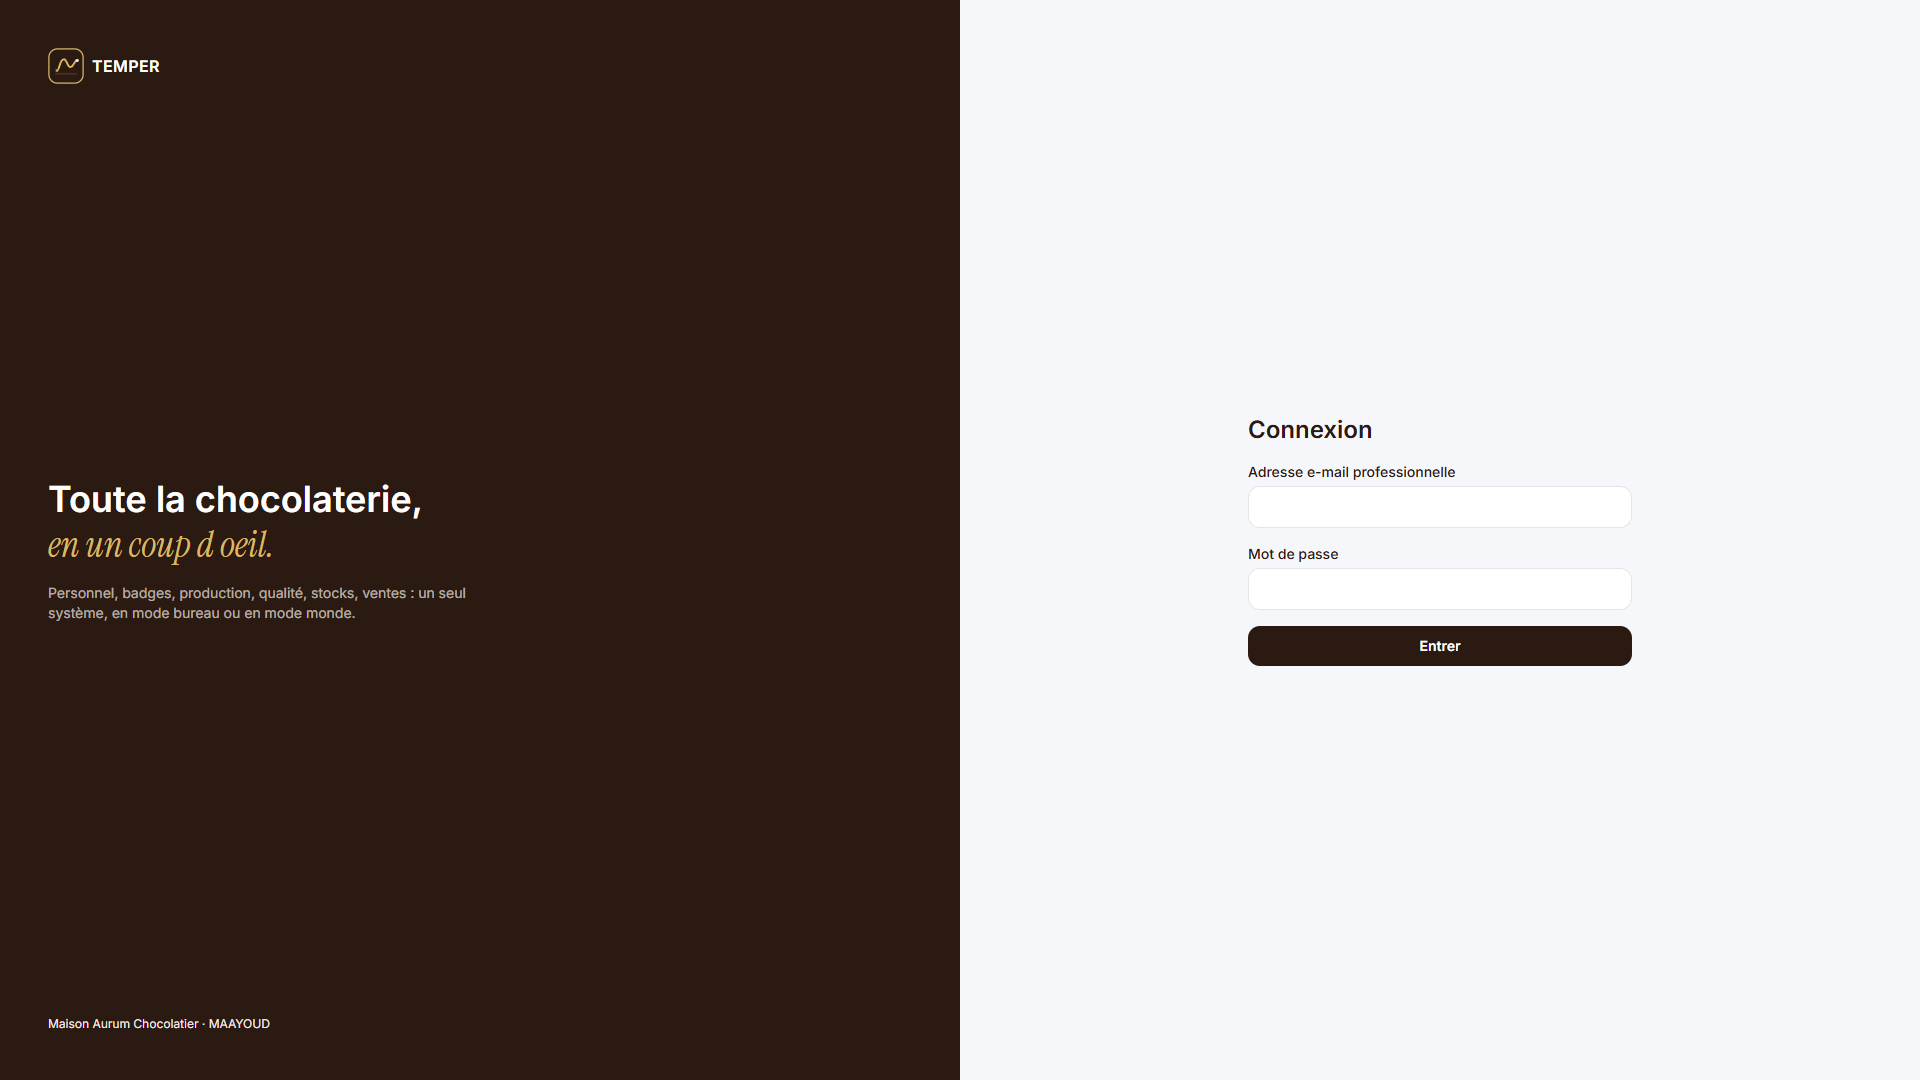 TEMPER
Toute la chocolaterie,
en un coup d oeil.
Personnel, badges, production, qualité, stocks, ventes : un seul
système, en mode bureau ou en mode monde.
Maison Aurum Chocolatier · MAAYOUD
Connexion
Adresse e-mail professionnelle
Mot de passe
Entrer